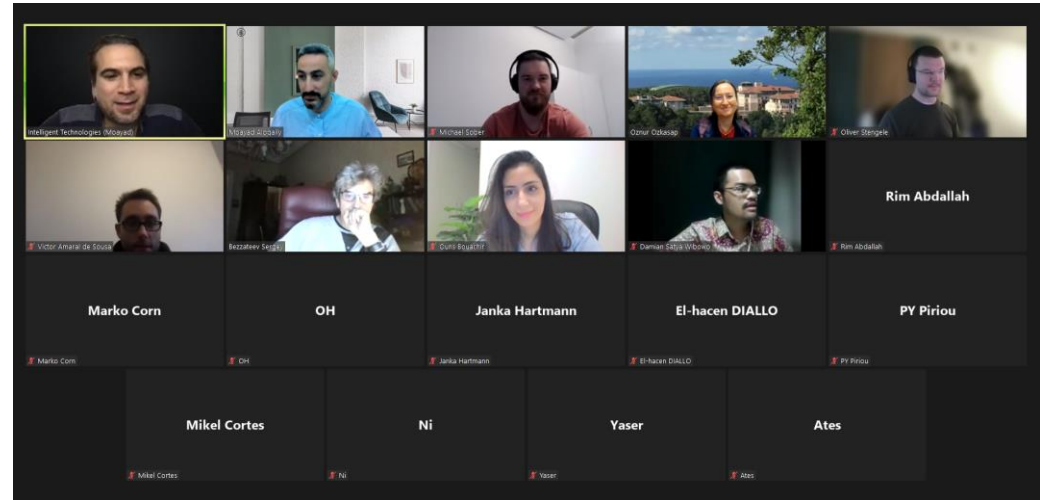 Intelligent Technologies (Moayad)
Moayad Aloqaily
Michael Sober
Oznur Ozkasap
Oliver Stengele
Victor Amaral de Sousa
Bezzateev Sergey
Ouns Bouachir
Damian Satya Wibowo
Rim Abdallah
Rim Abdallah
Marko Corn
OH
Janka Hartmann
El-hacen DIALLO
PY Piriou
Marko Corn
OH
Janka Hartmann
El-hacen DIALLO
PY Piriou
Mikel Cortes
Ni
Yaser
Ates
Mikel Cortes
Ni
Yaser
Ates